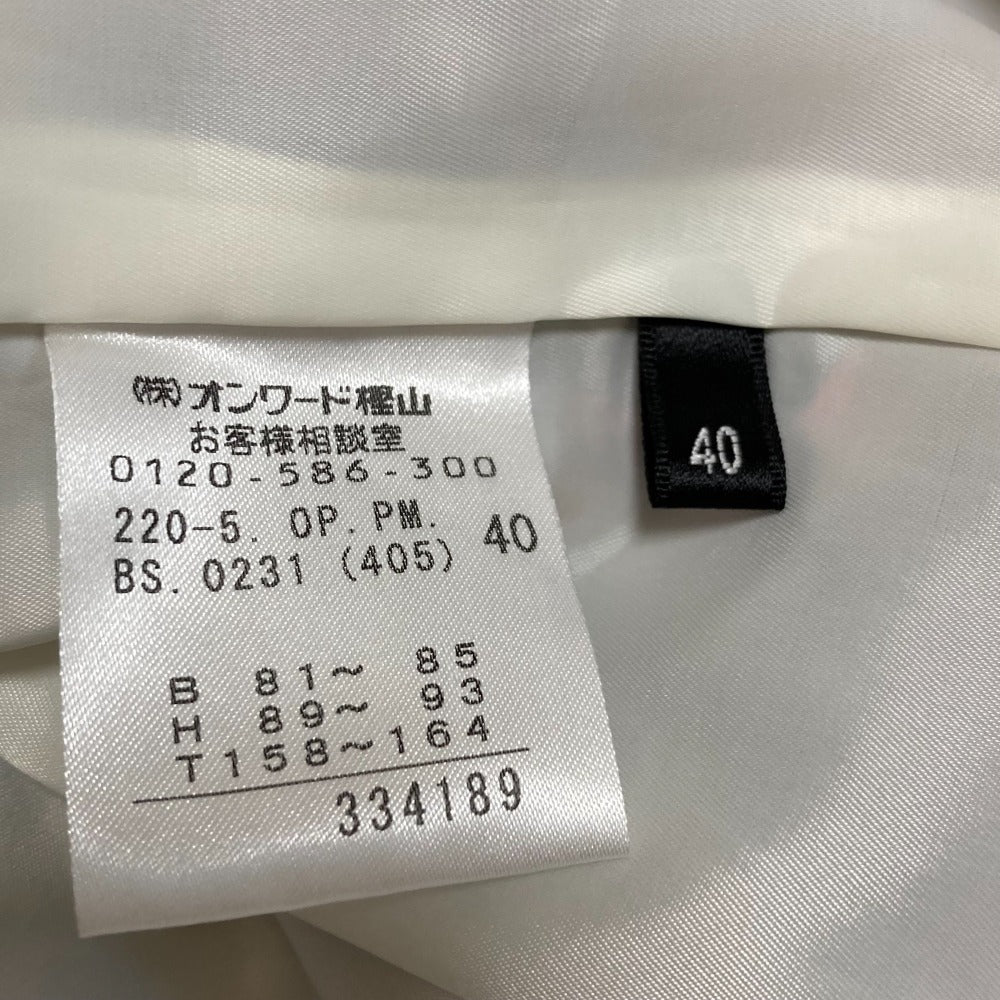 (株)オンワード樫山
お客様相談室
0120-586-300
220-5. OP. PM. 40
BS. 0231 (405)
B 81～ 85
H 89～ 93
T158～164
334189
40